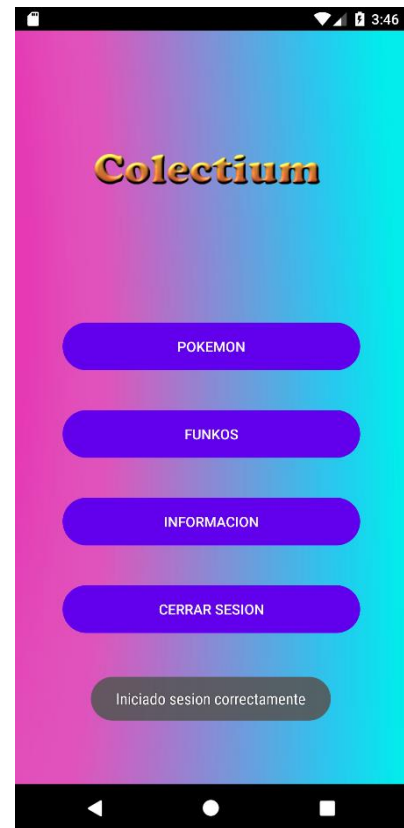 3:46
Colectium
POKEMON
FUNKOS
INFORMACION
CERRAR SESION
Iniciado sesion correctamente